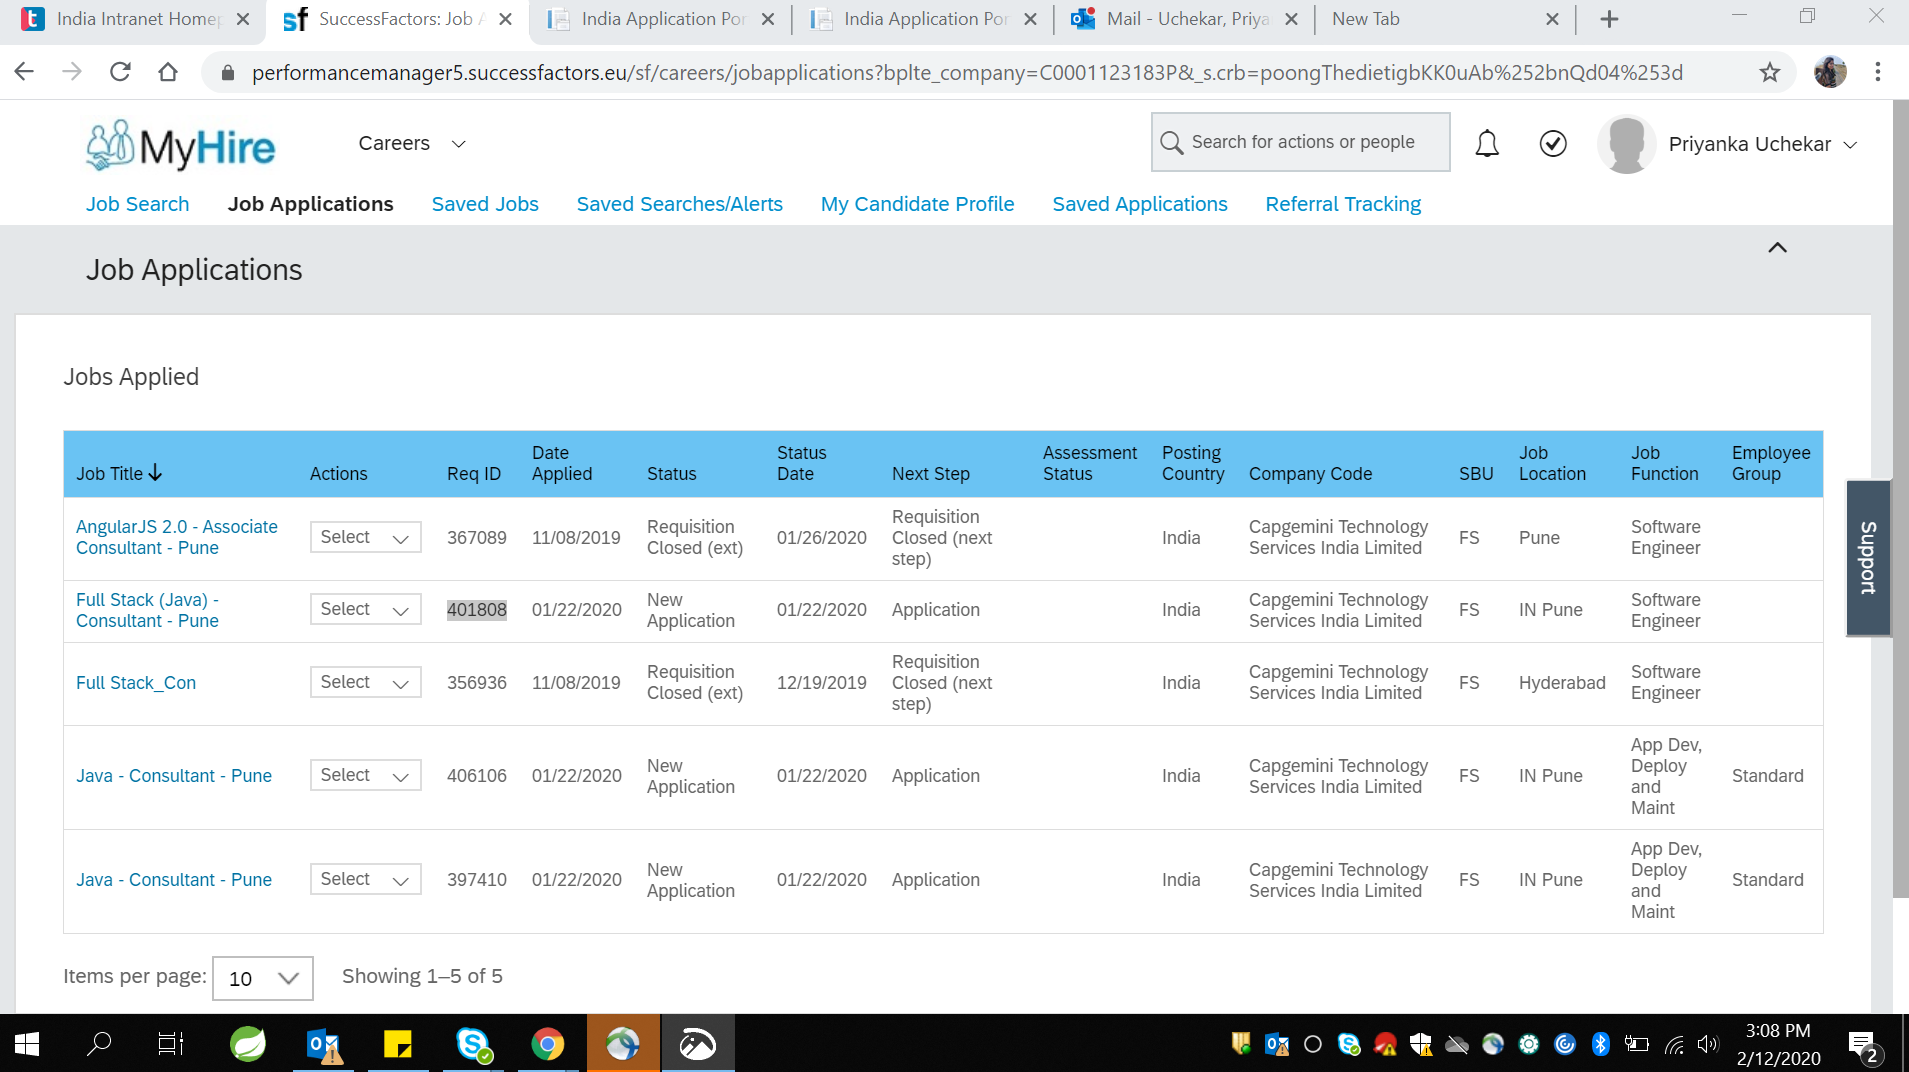 India Intranet Homep
SuccessFactors: Job A
India Application Por
India Application Por
Mail - Uchekar, Priya
New Tab
performancemanager5.successfactors.eu/sf/careers/jobapplications?bplte_company=C0001123183P&_s.crb=poongThedietigbKK0uAb%252bnQd04%253d
MyHire
Careers
Search for actions or people
Priyanka Uchekar
Job Search
Job Applications
Saved Jobs
Saved Searches/Alerts
My Candidate Profile
Saved Applications
Referral Tracking
Job Applications
Jobs Applied
Job Title
Actions
Req ID
Date
Applied
Status
Status
Date
Next Step
Assessment
Status
Posting
Country
Company Code
SBU
Job
Location
Job
Function
Employee
Group
AngularJS 2.0 - Associate
Consultant - Pune
Select
367089
11/08/2019
Requisition
Closed (ext)
01/26/2020
Requisition
Closed (next
step)
India
Capgemini Technology
Services India Limited
FS
Pune
Software
Engineer
Full Stack (Java) -
Consultant - Pune
Select
401808
01/22/2020
New
Application
01/22/2020
Application
India
Capgemini Technology
Services India Limited
FS
IN Pune
Software
Engineer
Full Stack_Con
Select
356936
11/08/2019
Requisition
Closed (ext)
12/19/2019
Requisition
Closed (next
step)
India
Capgemini Technology
Services India Limited
FS
Hyderabad
Software
Engineer
Java - Consultant - Pune
Select
406106
01/22/2020
New
Application
01/22/2020
Application
India
Capgemini Technology
Services India Limited
FS
IN Pune
App Dev,
Deploy
and
Maint
Standard
Java - Consultant - Pune
Select
397410
01/22/2020
New
Application
01/22/2020
Application
India
Capgemini Technology
Services India Limited
FS
IN Pune
App Dev,
Deploy
and
Maint
Standard
Support
Items per page:
10
Showing 1–5 of 5
3:08 PM
2/12/2020
2